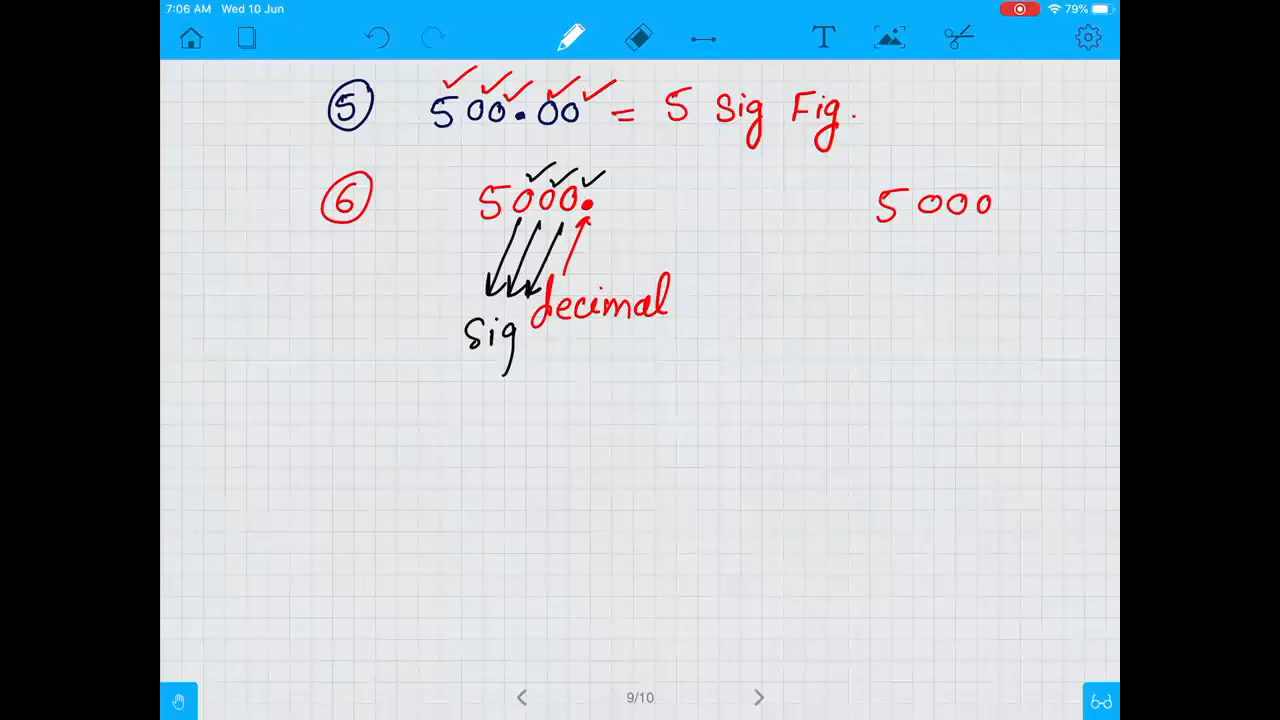 7:06 AM Wed 10 Jun 79%
T
5 500.00 = 5 Sig Fig.
6 5000. 5000
decimal
Sig
9/10